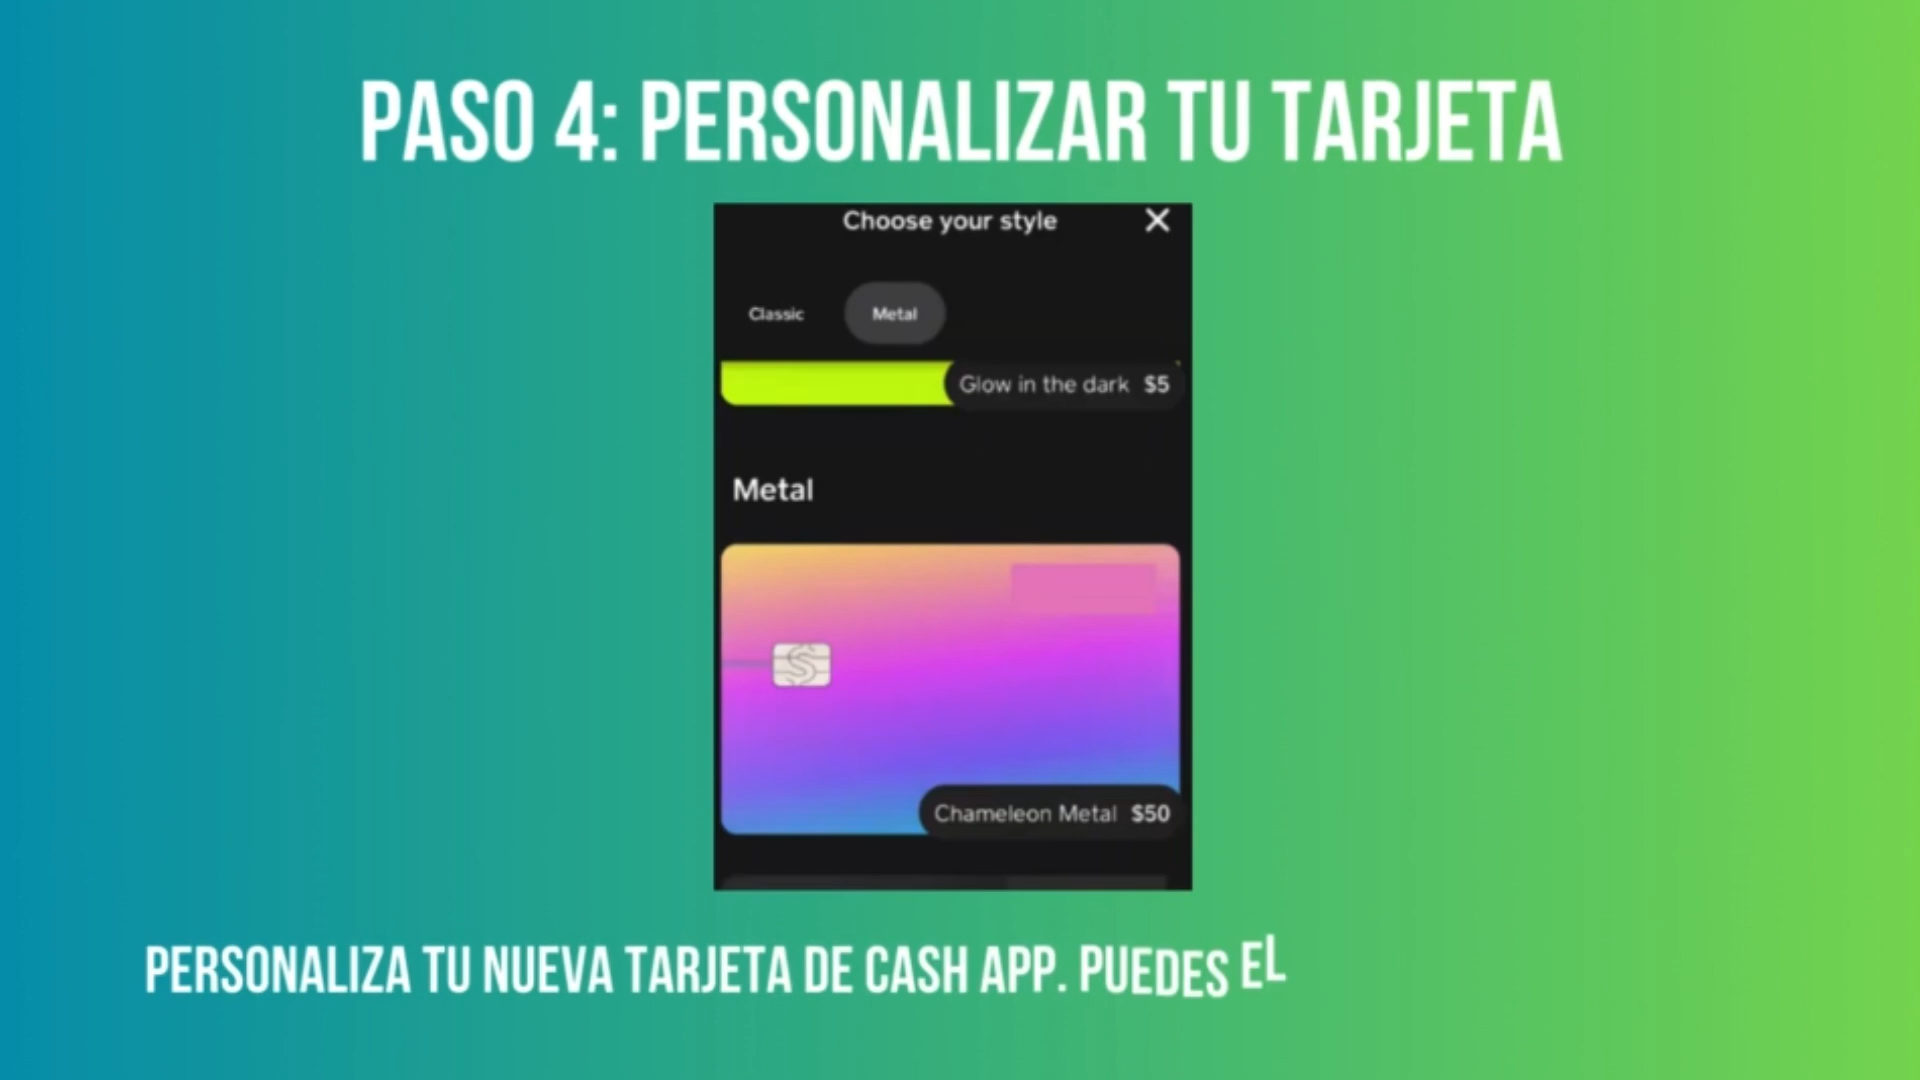 PASO 4: PERSONALIZAR TU TARJETA
Choose your style
Classic Metal
Glow in the dark $5
Metal
Chameleon Metal $50
PERSONALIZA TU NUEVA TARJETA DE CASH APP. PUEDES EL